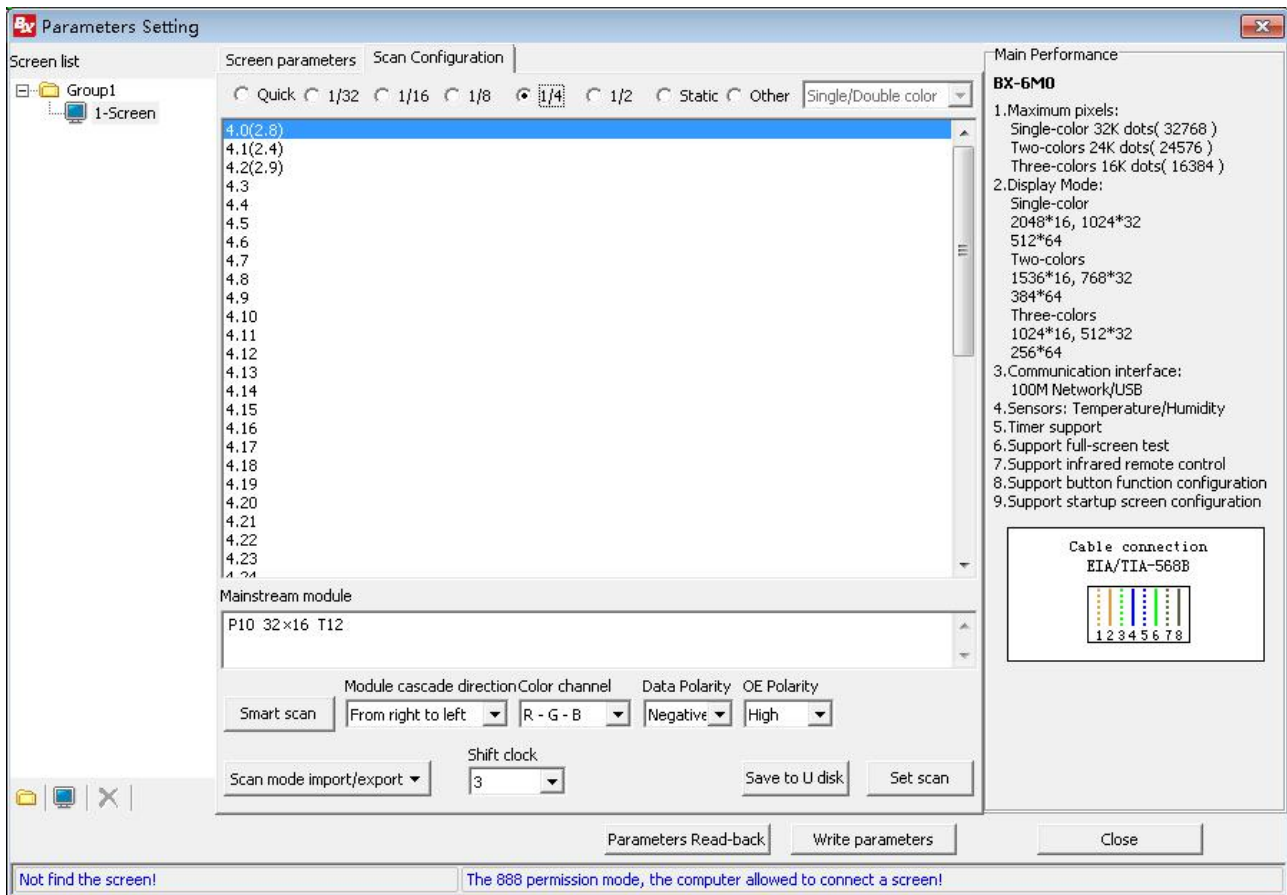 BX Parameters Setting
Screen list
Group1
1-Screen
Screen parameters Scan Configuration
Quick 1/32 1/16 1/8 1/4 1/2 Static Other Single/Double color
4.0(2.8)
4.1(2.4)
4.2(2.9)
4.3
4.4
4.5
4.6
4.7
4.8
4.9
4.10
4.11
4.12
4.13
4.14
4.15
4.16
4.17
4.18
4.19
4.20
4.21
4.22
4.23
4.24
Mainstream module
P10 32×16 T12
Module cascade direction Color channel Data Polarity OE Polarity
Smart scan From right to left R - G - B Negative High
Shift clock
Scan mode import/export 3 Save to U disk Set scan
Main Performance
BX-6M0
1.Maximum pixels:
Single-color 32K dots( 32768 )
Two-colors 24K dots( 24576 )
Three-colors 16K dots( 16384 )
2.Display Mode:
Single-color
2048*16, 1024*32
512*64
Two-colors
1536*16, 768*32
384*64
Three-colors
1024*16, 512*32
256*64
3.Communication interface:
100M Network/USB
4.Sensors: Temperature/Humidity
5.Timer support
6.Support full-screen test
7.Support infrared remote control
8.Support button function configuration
9.Support startup screen configuration
Cable connection
EIA/TIA-568B
12345678
Parameters Read-back Write parameters Close
Not find the screen! The 888 permission mode, the computer allowed to connect a screen!